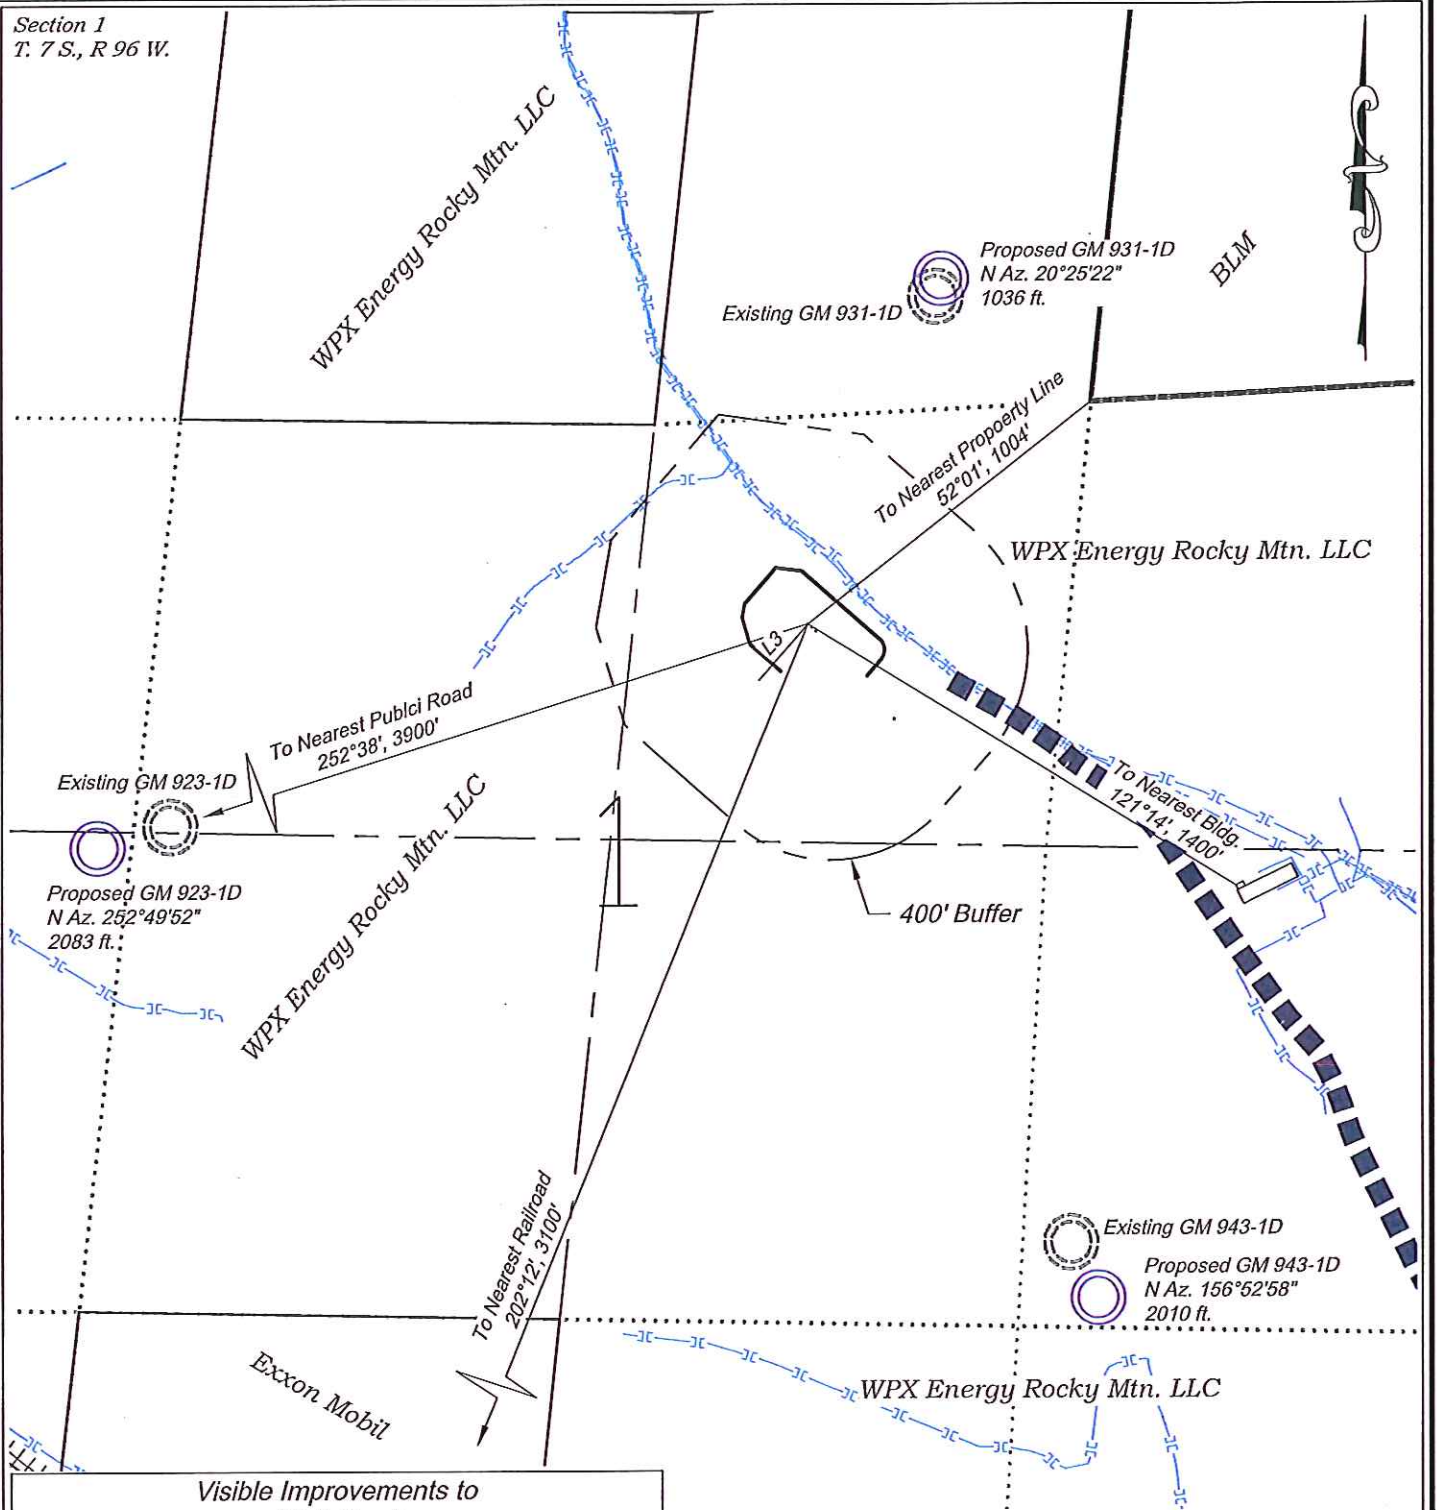 Section 1
T. 7 S., R 96 W.
WPX Energy Rocky Mtn. LLC
Proposed GM 931-1D
N Az. 20°25'22"
1036 ft.
BLM
Existing GM 931-1D
To Nearest Propoerty Line
52°01', 1004'
WPX Energy Rocky Mtn. LLC
L3
To Nearest Publci Road
252°38', 3900'
Existing GM 923-1D
To Nearest Bldg.
121°14', 1400'
Proposed GM 923-1D
N Az. 252°49'52"
2083 ft.
WPX Energy Rocky Mtn. LLC
400' Buffer
To Nearest Railroad
202°12', 3100'
Existing GM 943-1D
Proposed GM 943-1D
N Az. 156°52'58"
2010 ft.
Exxon Mobil
WPX Energy Rocky Mtn. LLC
Visible Improvements to